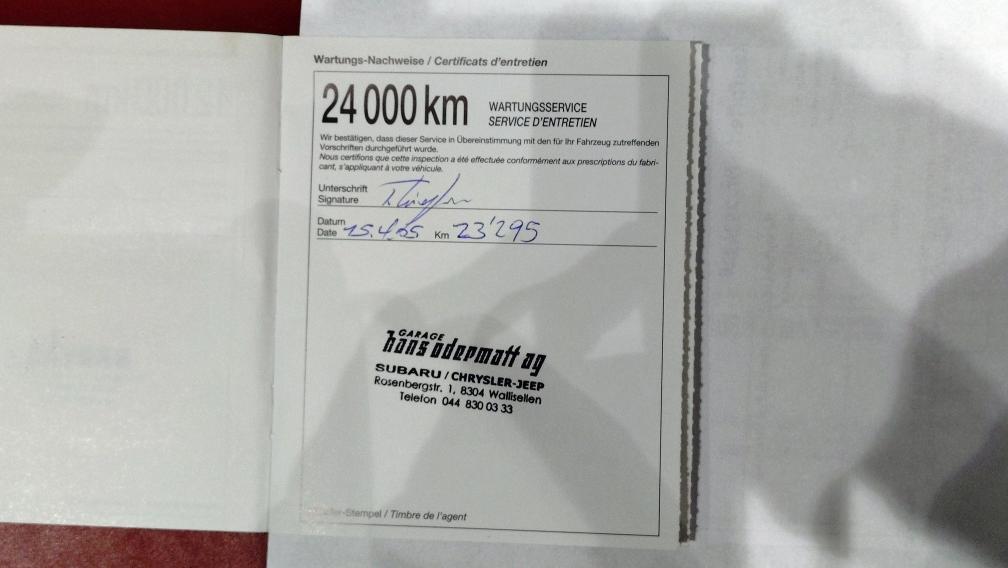 Wartungs-Nachweise / Certificats d'entretien
24 000 km
WARTUNGSSERVICE
SERVICE D'ENTRETIEN
Wir bestätigen, dass dieser Service in Übereinstimmung mit den für Ihr Fahrzeug zutreffenden
Vorschriften durchgeführt wurde.
Nous certifions que cette inspection a été effectuée conformément aux prescriptions du fabri-
cant, s'appliquant à votre véhicule.
Unterschrift
Signature
Datum
Date 15.4.05 Km 23'295
GARAGE
hans odermatt ag
SUBARU / CHRYSLER-JEEP
Rosenbergstr. 1, 8304 Wallisellen
Telefon 044 830 03 33
-Stempel / Timbre de l'agent